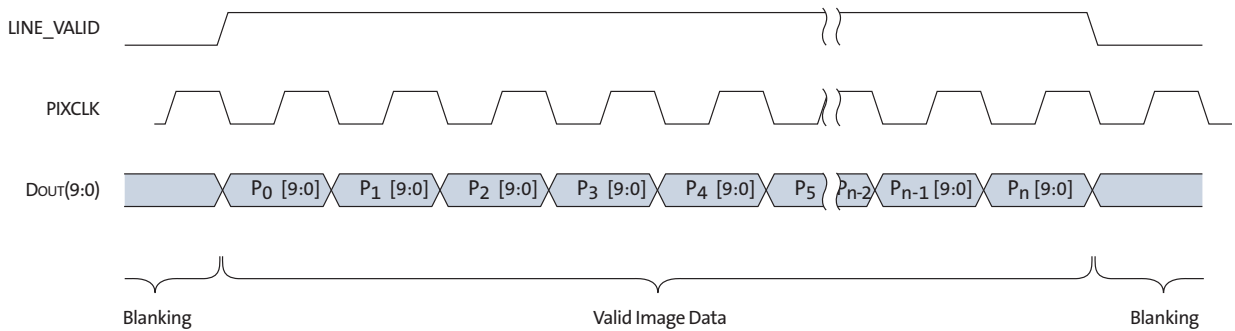 LINE_VALID
PIXCLK
DOUT(9:0)
P0 [9:0] P1 [9:0] P2 [9:0] P3 [9:0] P4 [9:0] P5 Pn-2 Pn-1 [9:0] Pn [9:0]
Blanking Valid Image Data Blanking